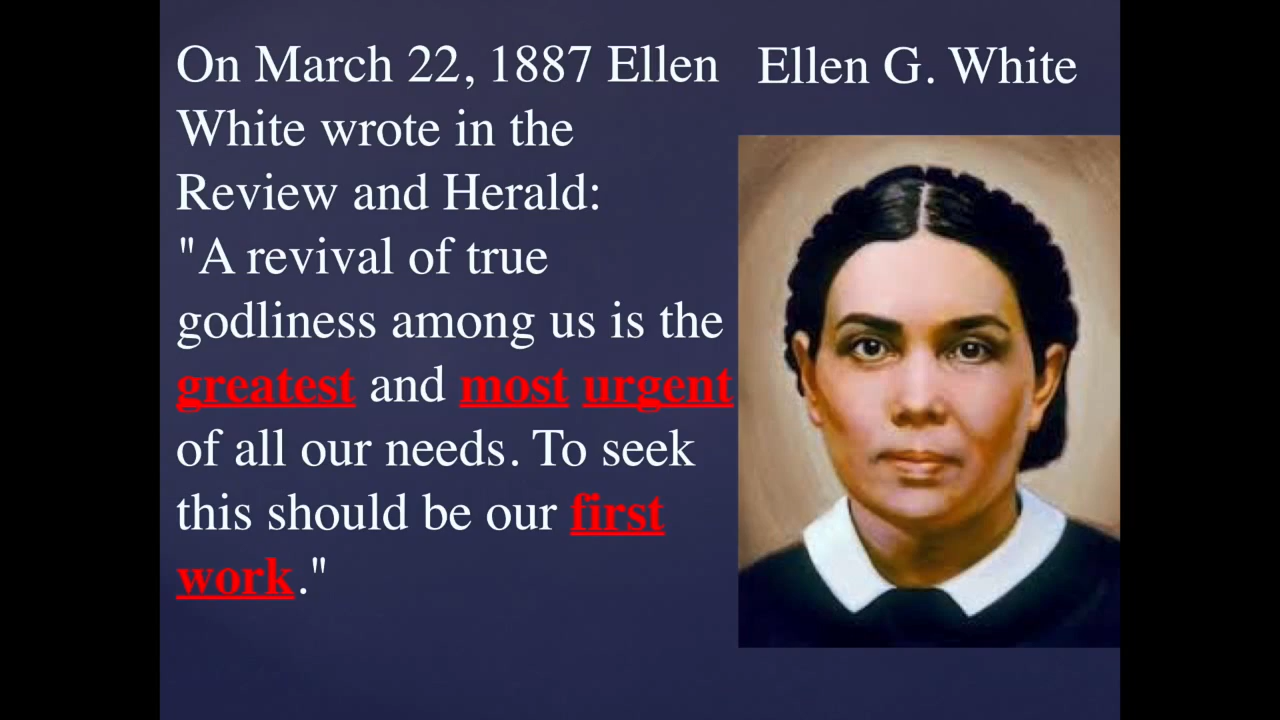 On March 22, 1887 Ellen
White wrote in the
Review and Herald:
"A revival of true
godliness among us is the
greatest and most urgent
of all our needs. To seek
this should be our first
work."
Ellen G. White